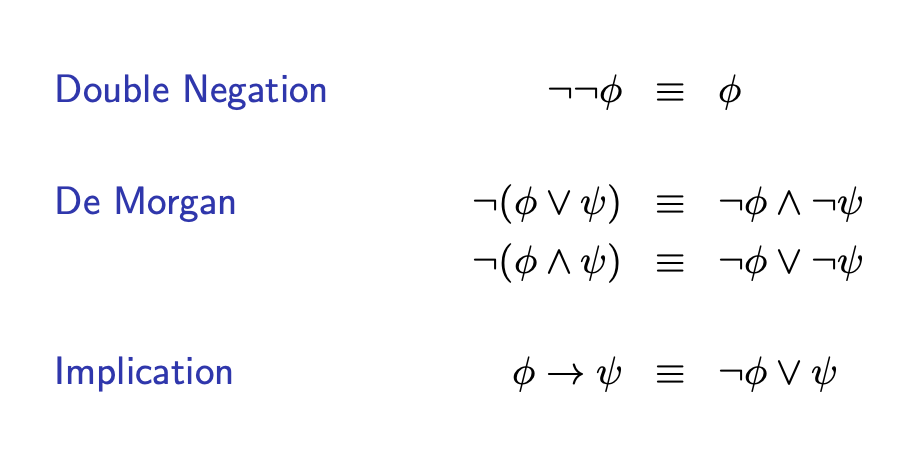 Double Negation ¬¬ϕ ≡ ϕ
De Morgan ¬(ϕ ∨ ψ) ≡ ¬ϕ ∧ ¬ψ
¬(ϕ ∧ ψ) ≡ ¬ϕ ∨ ¬ψ
Implication ϕ → ψ ≡ ¬ϕ ∨ ψ